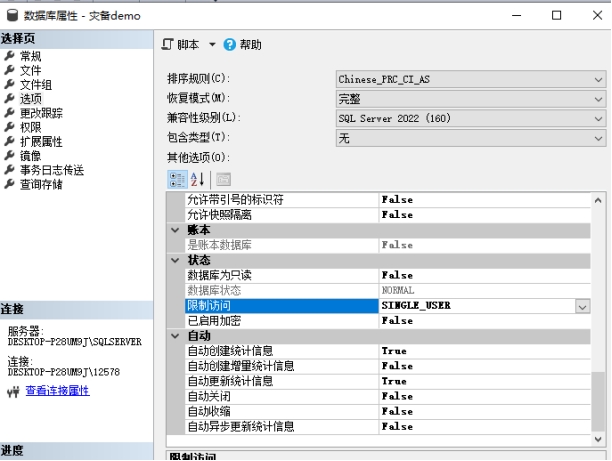 数据库属性 - 灾备demo
选择页
常规
文件
文件组
选项
更改跟踪
权限
扩展属性
镜像
事务日志传送
查询存储
连接
服务器:
DESKTOP-P28UM9J\SQLSERVER
连接:
DESKTOP-P28UM9J\12578
查看连接属性
进度
脚本 帮助
排序规则(C): Chinese_PRC_CI_AS
恢复模式(M): 完整
兼容性级别(L): SQL Server 2022 (160)
包含类型(T): 无
其他选项(O):
允许带引号的标识符 False
允许快照隔离 False
账本
是账本数据库 False
状态
数据库为只读 False
数据库状态 NORMAL
限制访问 SINGLE_USER
已启用加密 False
自动
自动创建统计信息 True
自动创建增量统计信息 False
自动更新统计信息 True
自动关闭 False
自动收缩 False
自动异步更新统计信息 False
限制访问